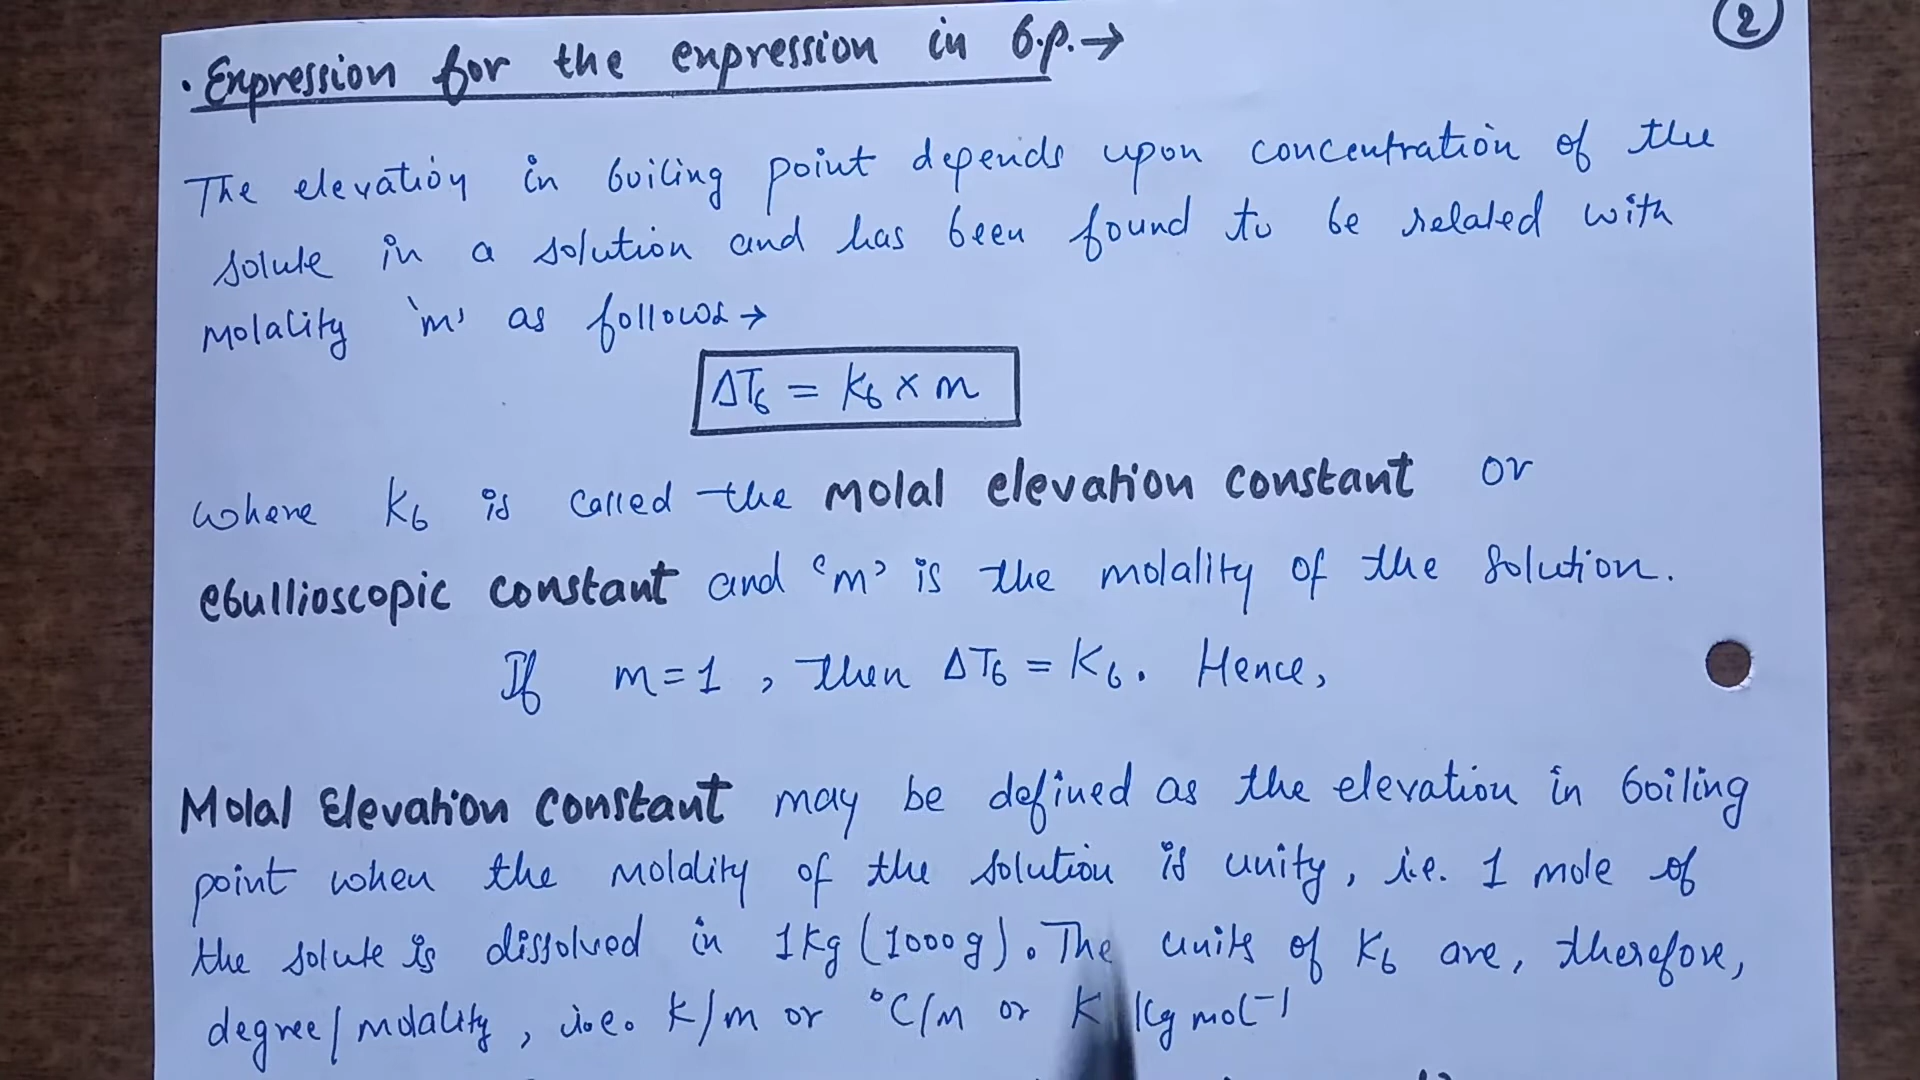 2
· Expression for the expression in b.p.→
The elevation in boiling point depends upon concentration of the
solute in a solution and has been found to be related with
molality 'm' as follows →
ΔTb = Kb × m
where Kb is called the Molal elevation constant or
ebullioscopic constant and 'm' is the molality of the solution.
If m = 1 , then ΔTb = Kb. Hence,
Molal Elevation Constant may be defined as the elevation in boiling
point when the molality of the solution is unity, i.e. 1 mole of
the solute is dissolved in 1kg (1000g). The units of Kb are, therefore,
degree/molality, i.e. K/m or °C/m or K kg mol⁻¹